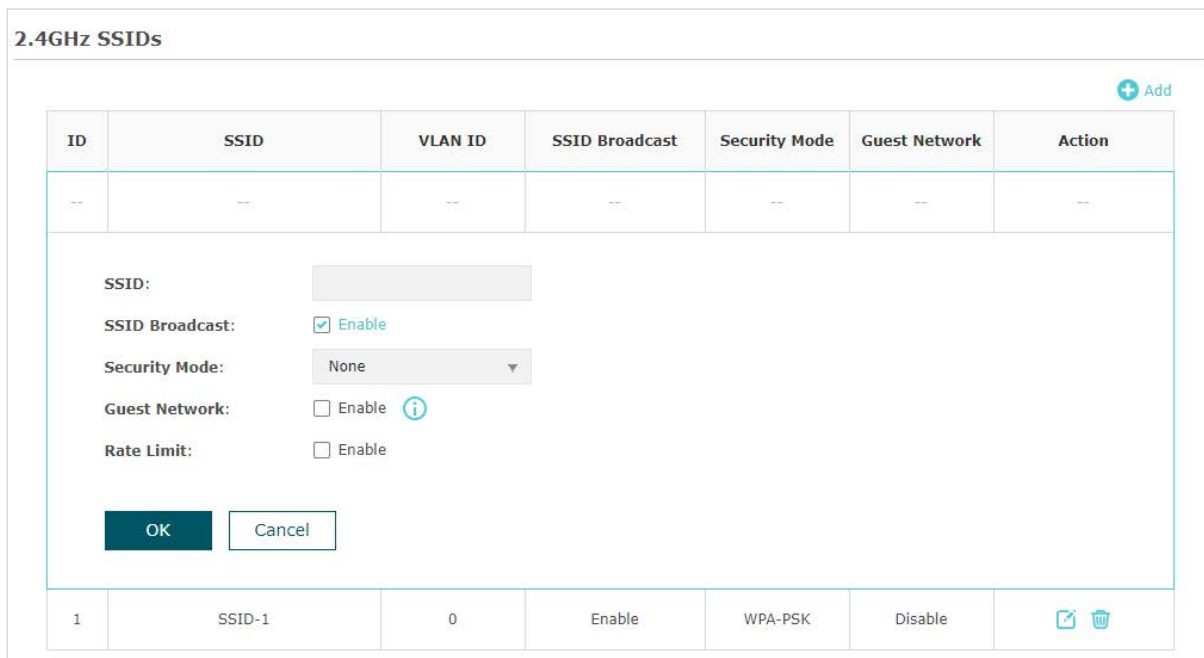 2.4GHz SSIDs
Add
ID SSID VLAN ID SSID Broadcast Security Mode Guest Network Action
-- -- -- -- -- -- --
SSID:
SSID Broadcast: Enable
Security Mode: None
Guest Network: Enable
Rate Limit: Enable
OK Cancel
1 SSID-1 0 Enable WPA-PSK Disable